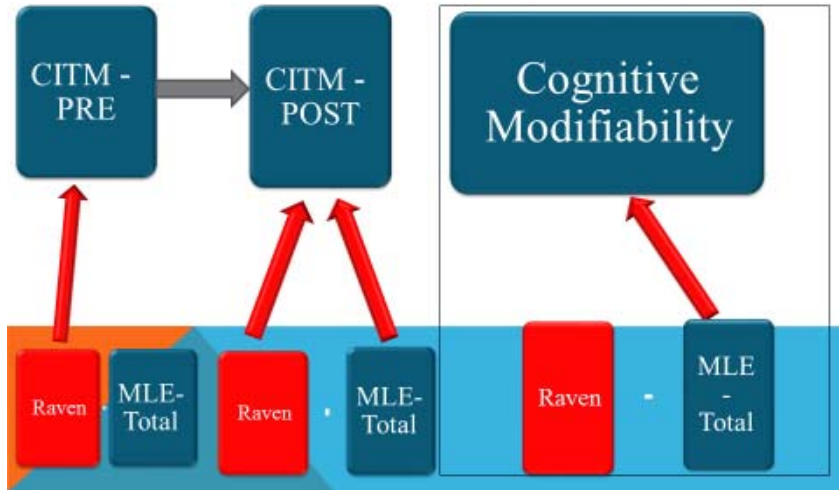 CITM -
PRE
CITM -
POST
Cognitive
Modifiability
Raven
MLE-
Total
Raven
MLE-
Total
Raven
-
MLE
-
Total